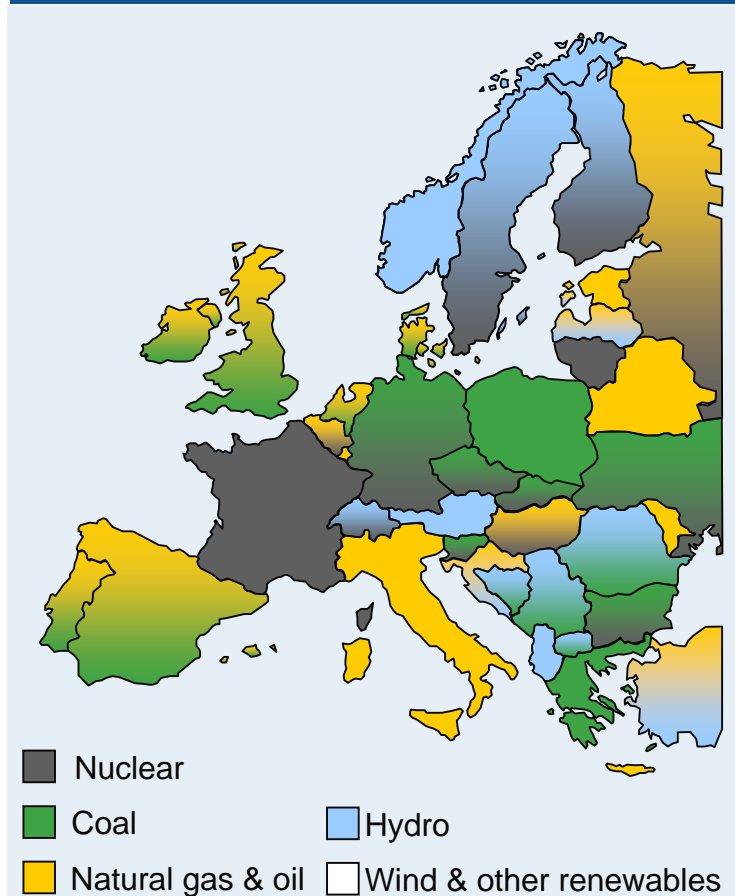 Nuclear
Coal
Hydro
Natural gas & oil
Wind & other renewables